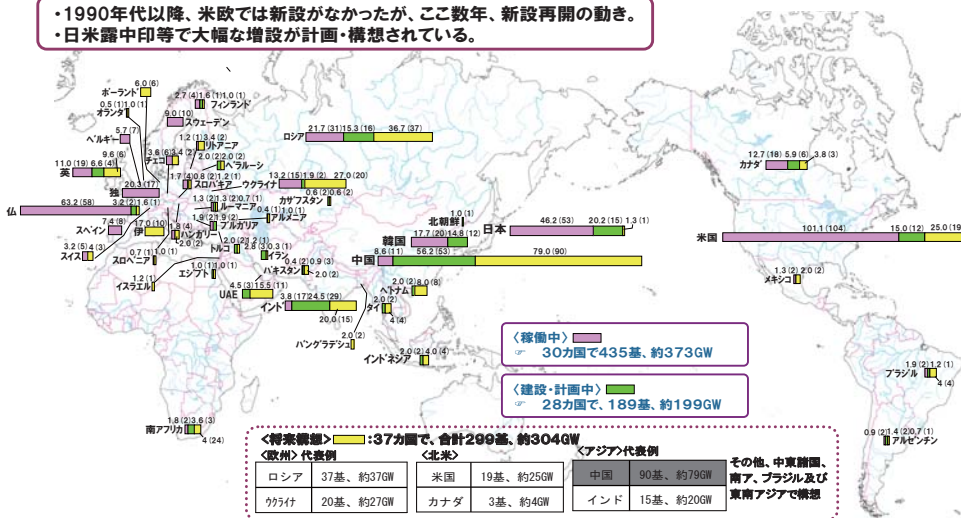 ・1990年代以降、米欧では新設がなかったが、ここ数年、新設再開の動き。
・日米露中印等で大幅な増設が計画・構想されている。
ポーランド 6.0 (6)
オランダ 0.5 (1)1.0 (1)
2.7 (4)1.6 (1)1.0 (1)
フィンランド
9.0 (10)
スウェーデン
ベルギー 5.7 (7)
1.2 (1)3.4 (2)
リトアニア
3.6 (6)3.4 (2)
チェコ
2.0 (2)2.0 (2)
ベラルーシ
ロシア 21.7 (31)15.3 (16) 36.7 (37)
英 11.0 (19) 6.6 (4) 9.6 (6)
1.7 (4)0.8 (2)1.2 (1)
スロバキア
ウクライナ 13.2 (15)1.9 (2) 27.0 (20)
独 20.3 (17)
カザフスタン 0.6 (2)0.6 (2)
仏 63.2 (58) 3.2 (2)1.6 (1)
1.3 (2)1.3 (2)0.7 (1)
ルーマニア
1.9 (2)1.9 (2)
ブルガリア
0.4 (1)1.0 (1)
アルメニア
スペイン 7.4 (8)
伊 17.0 (10)
1.8 (4)
ハンガリー
2.0 (2)
スイス 3.2 (5) 4 (3)
スロベニア 0.7 (1)1.0 (1)
トルコ 2.0 (2)1.2 (1)
2.8 (3)0.3 (1)
イラン
イスラエル 1.2 (1)
エジプト 1.0 (1)1.0 (1)
パキスタン 0.4 (2)0.9 (3)
2.0 (2)
UAE 4.5 (3)15.5 (11)
インド 3.8 (17)24.5 (29)
20.0 (15)
北朝鮮 1.0 (1)
韓国 17.7 (20)14.8 (12)
日本 46.2 (53) 20.2 (15) 1.3 (1)
中国 8.6 (11) 56.2 (53) 79.0 (90)
ベトナム 2.0 (2)8.0 (8)
タイ 2.0 (2)
4 (4)
バングラデシュ 2.0 (2)
インドネシア 2.0 (2)4.0 (4)
カナダ 12.7 (18) 5.9 (6) 3.8 (3)
米国 101.1 (104) 15.0 (12) 25.0 (19)
メキシコ 1.3 (2)2.0 (2)
ブラジル 1.9 (2)1.2 (1)
4 (4)
0.9 (2)1.4 (2)0.7 (1)
アルゼンチン
南アフリカ 1.8 (2)3.6 (3)
4 (24)
〈稼働中〉
☞ 30カ国で435基、約373GW
〈建設・計画中〉
☞ 28カ国で、189基、約199GW
〈将来構想〉:37カ国で、合計299基、約304GW
〈欧州〉代表例
ロシア 37基、約37GW
ウクライナ 20基、約27GW
〈北米〉
米国 19基、約25GW
カナダ 3基、約4GW
〈アジア〉代表例
中国 90基、約79GW
インド 15基、約20GW
その他、中東諸国、
南ア、ブラジル及び
東南アジアで構想